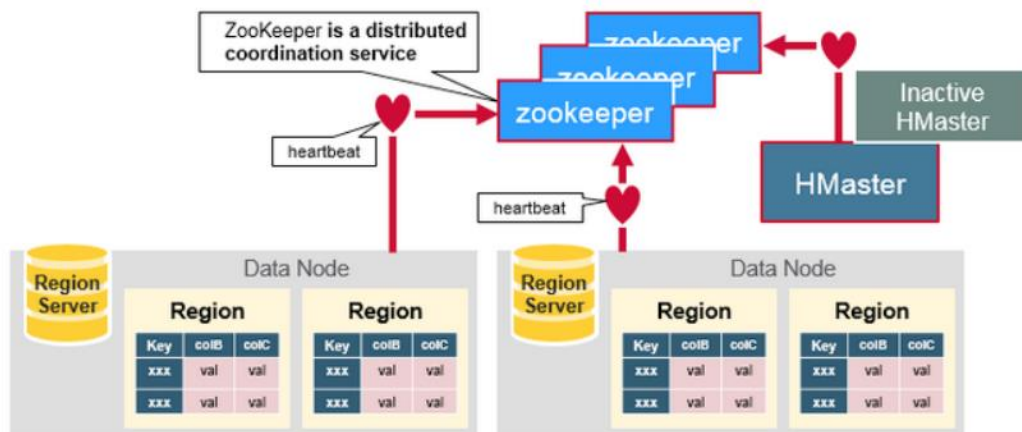 ZooKeeper is a distributed
coordination service
zookeeper
zookeeper
zookeeper
heartbeat
heartbeat
Inactive
HMaster
HMaster
Region
Server
Data Node
Region
Key colB colC
xxx val val
xxx val val
Region
Key colB colC
xxx val val
xxx val val
Region
Server
Data Node
Region
Key colB colC
xxx val val
xxx val val
Region
Key colB colC
xxx val val
xxx val val